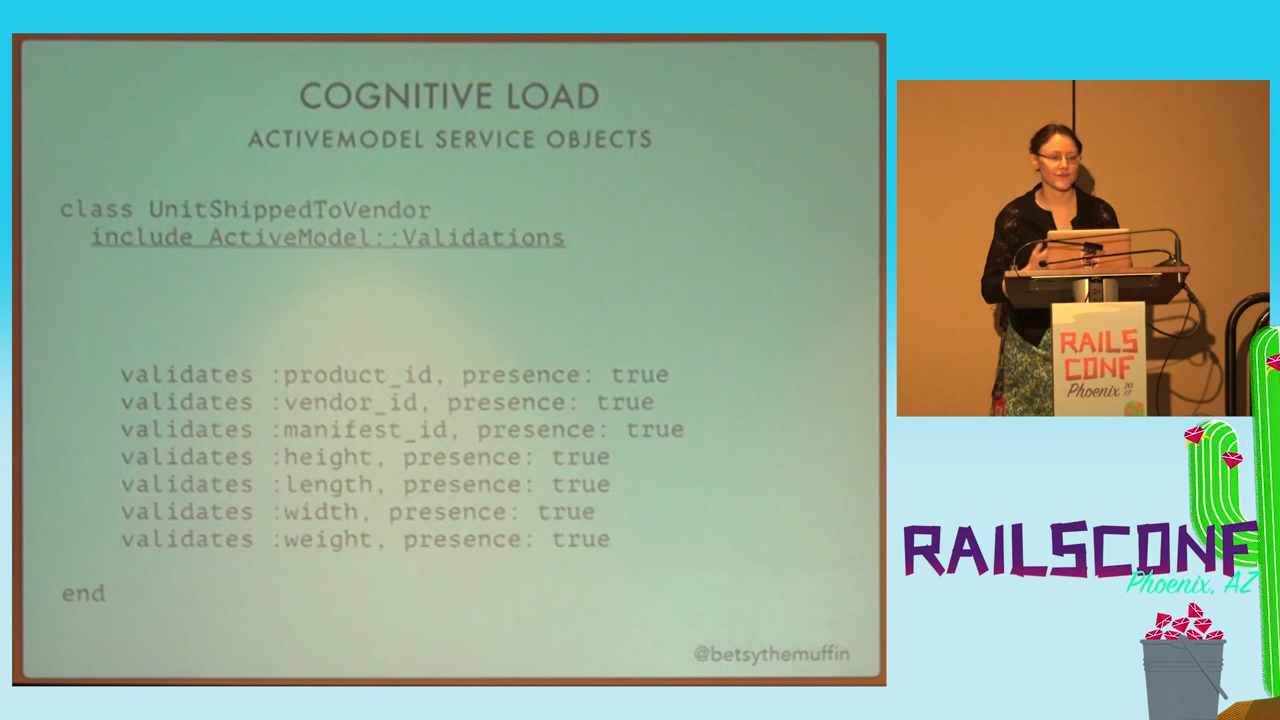 COGNITIVE LOAD
ACTIVEMODEL SERVICE OBJECTS
class UnitShippedToVendor
include ActiveModel::Validations
validates :product_id, presence: true
validates :vendor_id, presence: true
validates :manifest_id, presence: true
validates :height, presence: true
validates :length, presence: true
validates :width, presence: true
validates :weight, presence: true
end
@betsythemuffin
RAILS
CONF
Phoenix 20
17
RAILSCONF
Phoenix, AZ